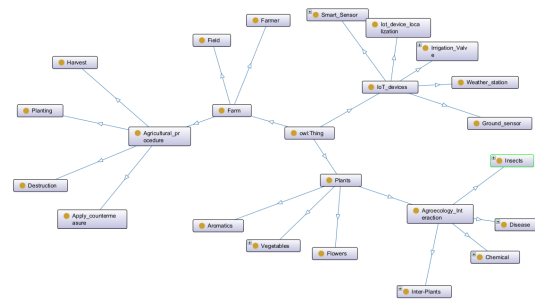 Smart_Sensor
Farmer
Iot_device_loca
lization
Field
Irrigation_Valv
e
Harvest
Weather_station
IoT_devices
Planting
Farm
Ground_sensor
Agricultural_pr
ocedure
owl:Thing
Insects
Plants
Destruction
Agroecology_Int
eraction
Apply_counterme
asure
Aromatics
Disease
Vegetables
Flowers
Chemical
Inter-Plants